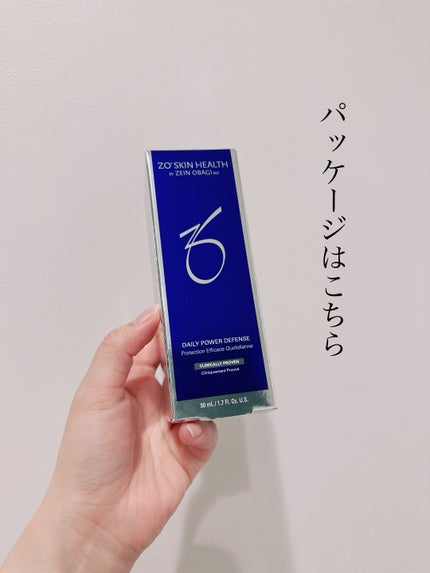 パッケージはこちら
ZO® SKIN HEALTH
BY ZEIN OBAGI MD®
DAILY POWER DEFENSE
Protection Efficace Quotidienne
CLINICALLY PROVEN
Cliniquement Prouvé
50 mL / 1.7 Fl. Oz. U.S.